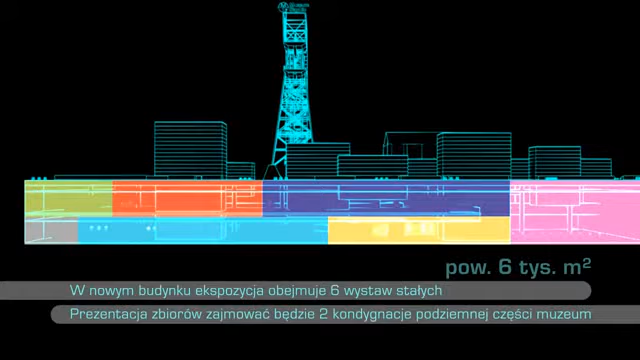 pow. 6 tys. m²
W nowym budynku ekspozycja obejmuje 6 wystaw stałych
Prezentacja zbiorów zajmować będzie 2 kondygnacje podziemnej części muzeum